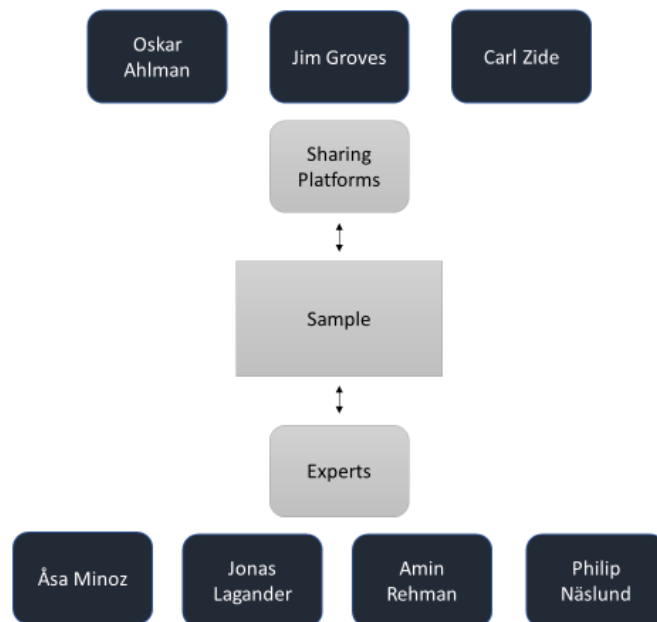 Oskar
Ahlman
Jim Groves
Carl Zide
Sharing
Platforms
Sample
Experts
Åsa Minoz
Jonas
Lagander
Amin
Rehman
Philip
Näslund